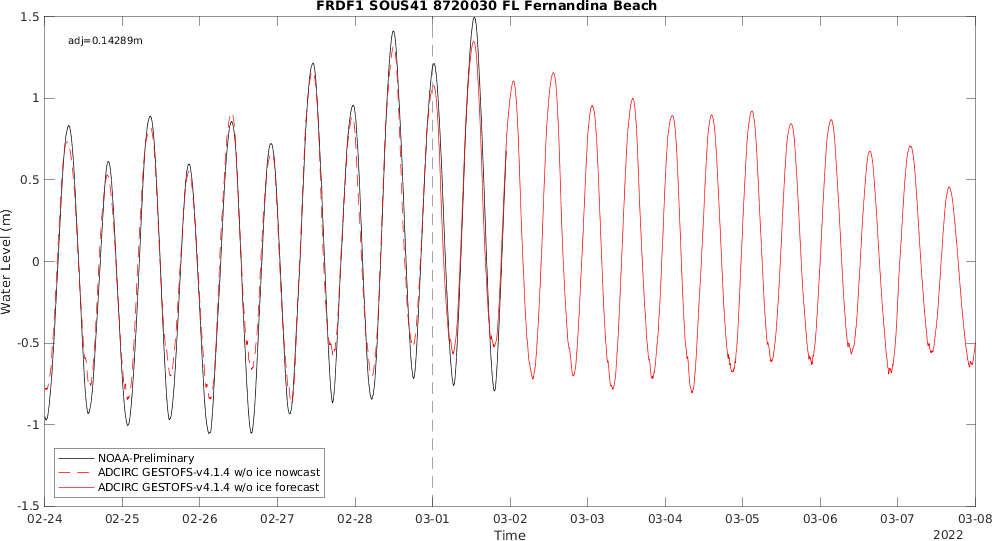 FRDF1 SOUS41 8720030 FL Fernandina Beach
adj=0.14289m
1.5
1
0.5
0
-0.5
-1
-1.5
Water Level (m)
NOAA-Preliminary
ADCIRC GESTOFS-v4.1.4 w/o ice nowcast
ADCIRC GESTOFS-v4.1.4 w/o ice forecast
02-24 02-25 02-26 02-27 02-28 03-01 03-02 03-03 03-04 03-05 03-06 03-07 03-08
Time
2022